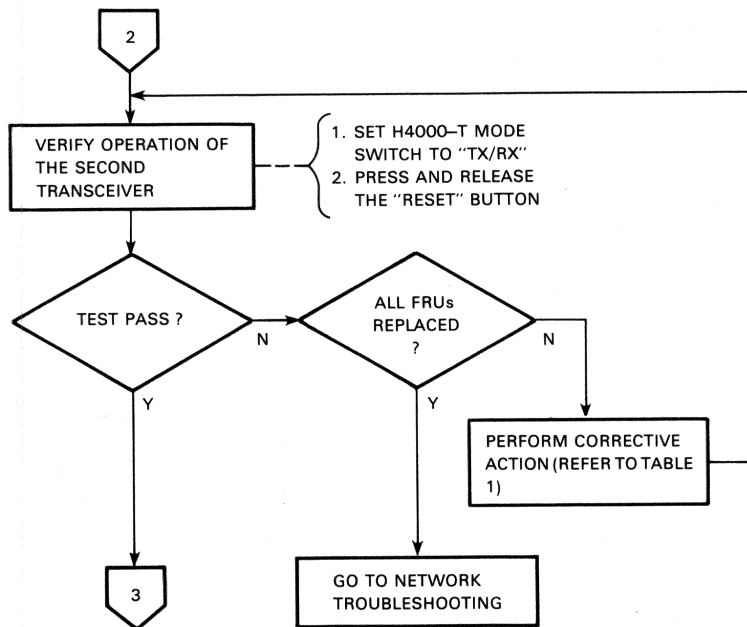 2
VERIFY OPERATION OF
THE SECOND
TRANSCEIVER
1. SET H4000–T MODE
SWITCH TO "TX/RX"
2. PRESS AND RELEASE
THE "RESET" BUTTON
TEST PASS ?
N
Y
ALL FRUs
REPLACED
?
N
Y
PERFORM CORRECTIVE
ACTION (REFER TO TABLE
1)
3
GO TO NETWORK
TROUBLESHOOTING